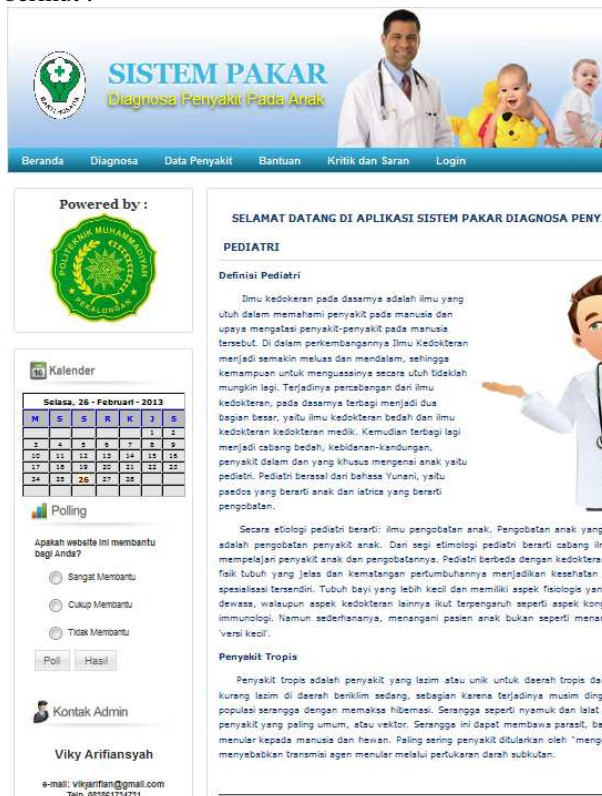 berikut :
SISTEM PAKAR
Diagnosa Penyakit Pada Anak
BAKTI HUSADA
Beranda Diagnosa Data Penyakit Bantuan Kritik dan Saran Login
Powered by :
POLITEKNIK MUHAMMADIYAH
PEKALONGAN
Kalender
Selasa, 26 - Februari - 2013
M S S R K J S
1 2
3 4 5 6 7 8 9
10 11 12 13 14 15 16
17 18 19 20 21 22 23
24 25 26 27 28
Polling
Apakah website ini membantu
bagi Anda?
Sangat Membantu
Cukup Membantu
Tidak Membantu
Poll Hasil
Kontak Admin
Viky Arifiansyah
e-mail: vikyarifian@gmail.com
SELAMAT DATANG DI APLIKASI SISTEM PAKAR DIAGNOSA PENY
PEDIATRI
Definisi Pediatri
Ilmu kedokeran pada dasarnya adalah ilmu yang
utuh dalam memahami penyakit pada manusia dan
upaya mengatasi penyakit-penyakit pada manusia
tersebut. Di dalam perkembangannya Ilmu Kedokteran
menjadi semakin meluas dan mendalam, sehingga
kemampuan untuk menguasainya secara utuh tidaklah
mungkin lagi. Terjadinya percabangan dari ilmu
kedokteran, pada dasarnya terbagi menjadi dua
bagian besar, yaitu ilmu kedokteran bedah dan ilmu
kedokteran kedokteran medik. Kemudian terbagi lagi
menjadi cabang bedah, kebidanan-kandungan,
penyakit dalam dan yang khusus mengenai anak yaitu
pediatri. Pediatri berasal dari bahasa Yunani, yaitu
paedos yang berarti anak dan iatrica yang berarti
pengobatan.
Secara etiologi pediatri berarti: ilmu pengobatan anak. Pengobatan anak yang
adalah pengobatan penyakit anak. Dari segi etimologi pediatri berarti cabang il
mempelajari penyakit anak dan pengobatannya. Pediatri berbeda dengan kedoktera
fisik tubuh yang jelas dan kematangan pertumbuhannya menjadikan kesehatan
spesialisasi tersendiri. Tubuh bayi yang lebih kecil dan memiliki aspek fisiologis yan
dewasa, walaupun aspek kedokteran lainnya ikut terpengaruh seperti aspek kong
immunologi. Namun sederhananya, menangani pasien anak bukan seperti mena
'versi kecil'.
Penyakit Tropis
Penyakit tropis adalah penyakit yang lazim atau unik untuk daerah tropis da
kurang lazim di daerah beriklim sedang, sebagian karena terjadinya musim ding
populasi serangga dengan memaksa hibernasi. Serangga seperti nyamuk dan lalat
penyakit yang paling umum, atau vektor. Serangga ini dapat membawa parasit, ba
menular kepada manusia dan hewan. Paling sering penyakit ditularkan oleh "meng
menyebabkan transmisi agen menular melalui pertukaran darah subkutan.